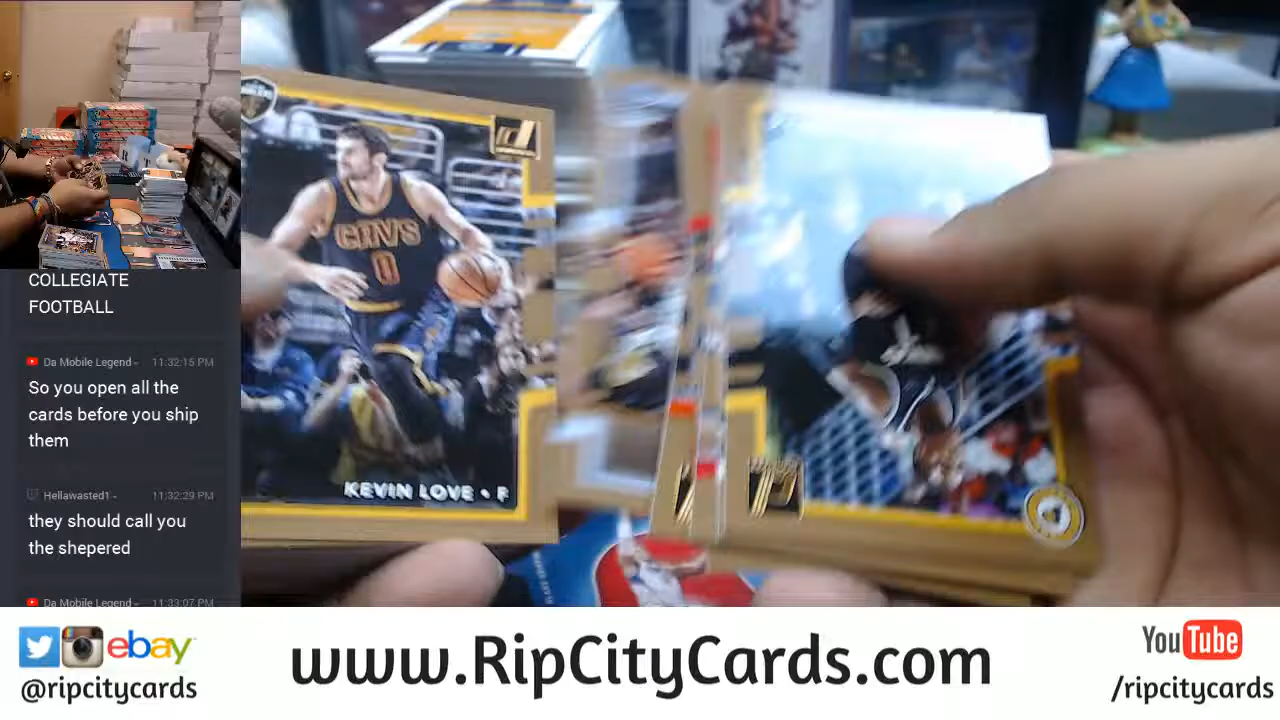 COLLEGIATE
FOOTBALL
Da Mobile Legend- 11:32:15 PM
So you open all the
cards before you ship
them
Hellawasted1- 11:32:29 PM
they should call you
the shepered
Da Mobile Legend- 11:33:07 PM
CAVS
0
KEVIN LOVE • F
ebay
@ripcitycards
www.RipCityCards.com
YouTube
/ripcitycards